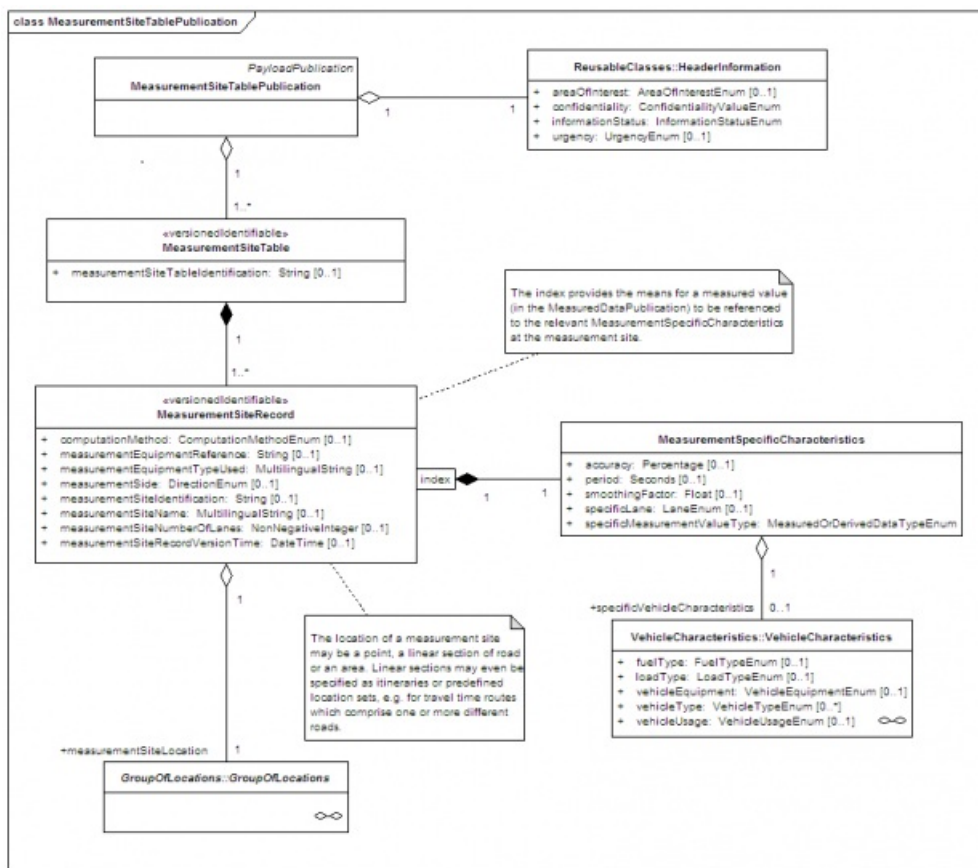 class MeasurementSiteTablePublication
PayloadPublication
MeasurementSiteTablePublication
1
1
ReusableClasses::HeaderInformation
+ areaOfInterest: AreaOfInterestEnum [0..1]
+ confidentiality: ConfidentialityValueEnum
+ informationStatus: InformationStatusEnum
+ urgency: UrgencyEnum [0..1]
1
1..*
«versionedIdentifiable»
MeasurementSiteTable
+ measurementSiteTableIdentification: String [0..1]
1
1..*
The index provides the means for a measured value
(in the MeasuredDataPublication) to be referenced
to the relevant MeasurementSpecificCharacteristics
at the measurement site.
«versionedIdentifiable»
MeasurementSiteRecord
+ computationMethod: ComputationMethodEnum [0..1]
+ measurementEquipmentReference: String [0..1]
+ measurementEquipmentTypeUsed: MultilingualString [0..1]
+ measurementSide: DirectionEnum [0..1]
+ measurementSiteIdentification: String [0..1]
+ measurementSiteName: MultilingualString [0..1]
+ measurementSiteNumberOfLanes: NonNegativeInteger [0..1]
+ measurementSiteRecordVersionTime: DateTime [0..1]
index
1
1
MeasurementSpecificCharacteristics
+ accuracy: Percentage [0..1]
+ period: Seconds [0..1]
+ smoothingFactor: Float [0..1]
+ specificLane: LaneEnum [0..1]
+ specificMeasurementValueType: MeasuredOrDerivedDataTypeEnum
1
+specificVehicleCharacteristics
0..1
VehicleCharacteristics::VehicleCharacteristics
+ fuelType: FuelTypeEnum [0..1]
+ loadType: LoadTypeEnum [0..1]
+ vehicleEquipment: VehicleEquipmentEnum [0..1]
+ vehicleType: VehicleTypeEnum [0..*]
+ vehicleUsage: VehicleUsageEnum [0..1]
1
The location of a measurement site
may be a point, a linear section of road
or an area. Linear sections may even be
specified as itineraries or predefined
location sets, e.g. for travel time routes
which comprise one or more different
roads.
+measurementSiteLocation
1
GroupOfLocations::GroupOfLocations